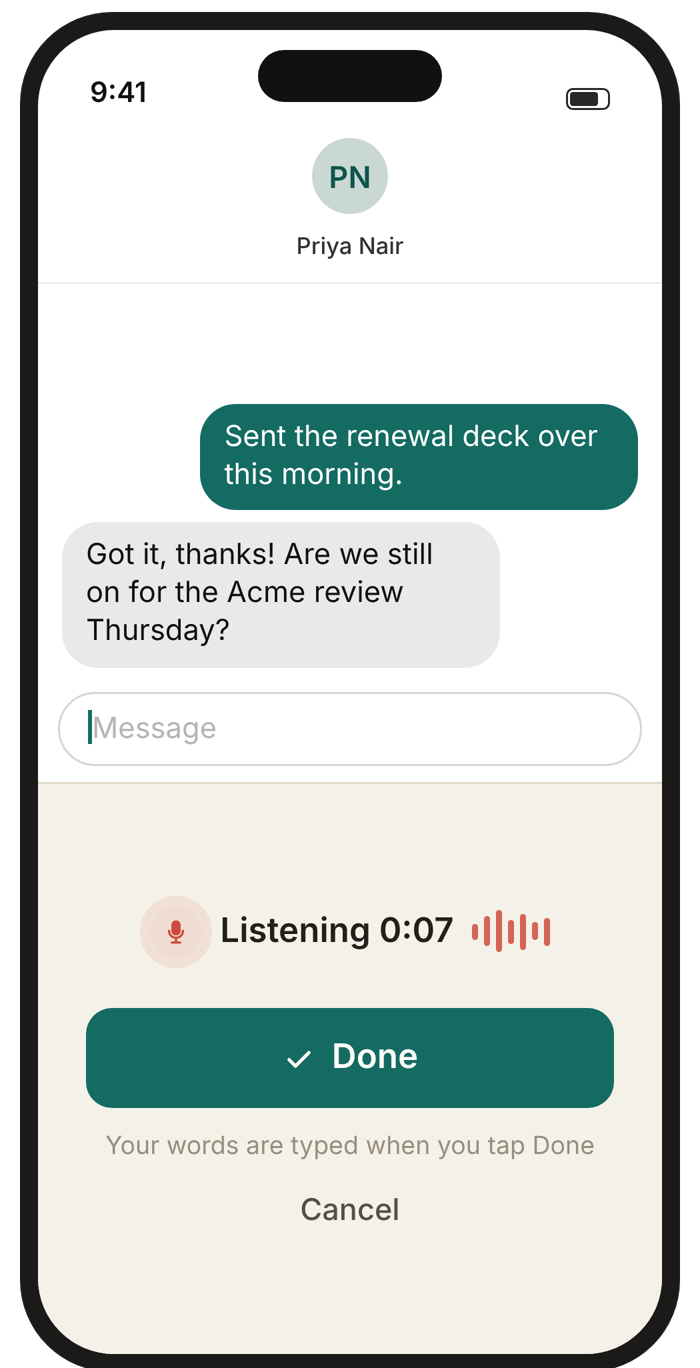 9:41
PN
Priya Nair
Sent the renewal deck over
this morning.
Got it, thanks! Are we still
on for the Acme review
Thursday?
Message
Listening 0:07
Done
Your words are typed when you tap Done
Cancel